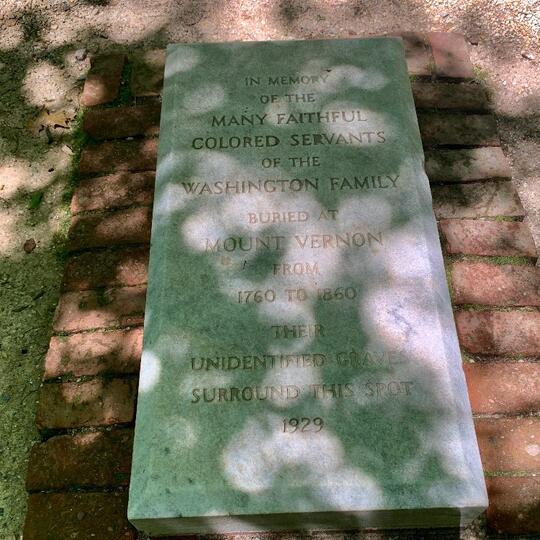 IN MEMORY
OF THE
MANY FAITHFUL
COLORED SERVANTS
OF THE
WASHINGTON FAMILY
BURIED AT
MOUNT VERNON
FROM
1760 TO 1860
THEIR
UNIDENTIFIED GRAVES
SURROUND THIS SPOT
1929